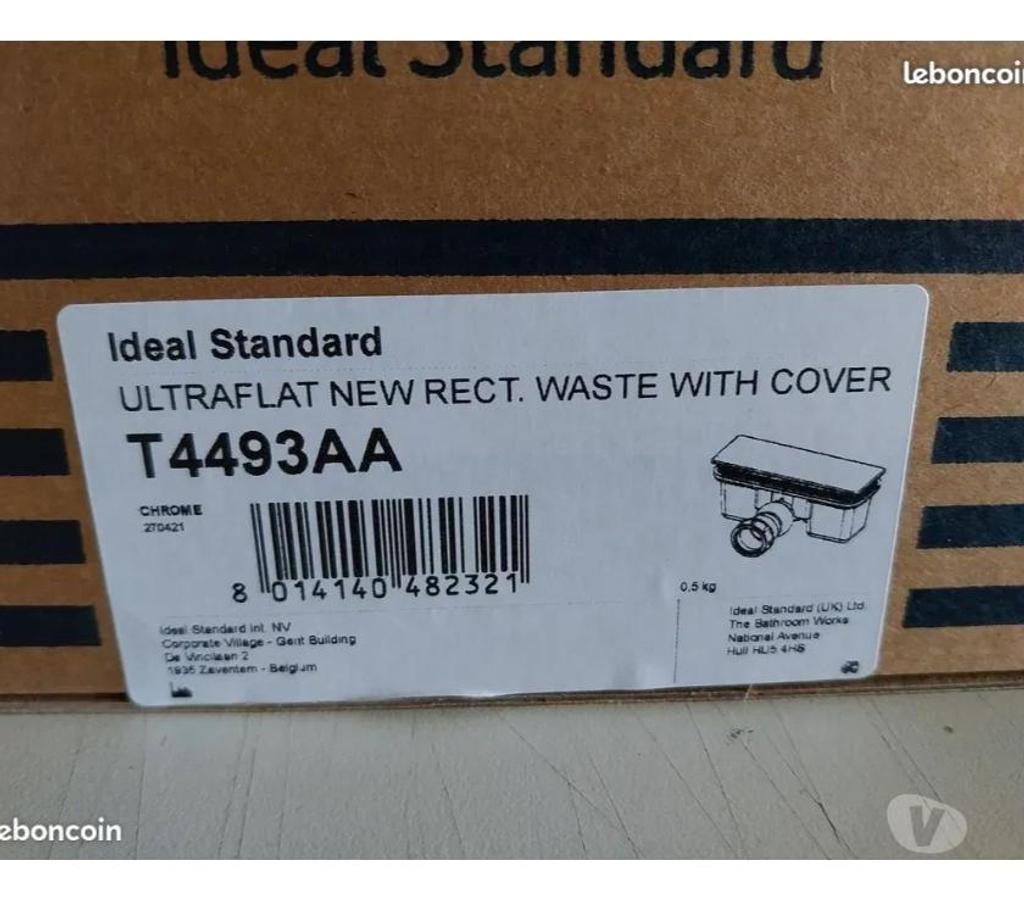 Ideal Standard
leboncoin
Ideal Standard
ULTRAFLAT NEW RECT. WASTE WITH COVER
T4493AA
CHROME
270421
8 014140 482321
0,5 kg
Ideal Standard Int. NV
Corporate Village - Gent Building
Da Vincilaan 2
1935 Zaventem - Belgium
Ideal Standard (UK) Ltd.
The Bathroom Works
National Avenue
Hull HU5 4HS
eboncoin
V